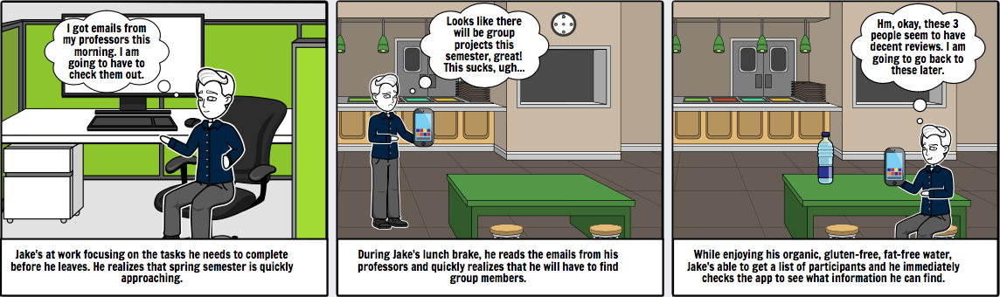 I got emails from
my professors this
morning. I am
going to have to
check them out.
Jake's at work focusing on the tasks he needs to complete
before he leaves. He realizes that spring semester is quickly
approaching.
Looks like there
will be group
projects this
semester, great!
This sucks, ugh...
During Jake's lunch brake, he reads the emails from his
professors and quickly realizes that he will have to find
group members.
Hm, okay, these 3
people seem to have
decent reviews. I am
going to go back to
these later.
While enjoying his organic, gluten-free, fat-free water,
Jake's able to get a list of participants and he immediately
checks the app to see what information he can find.